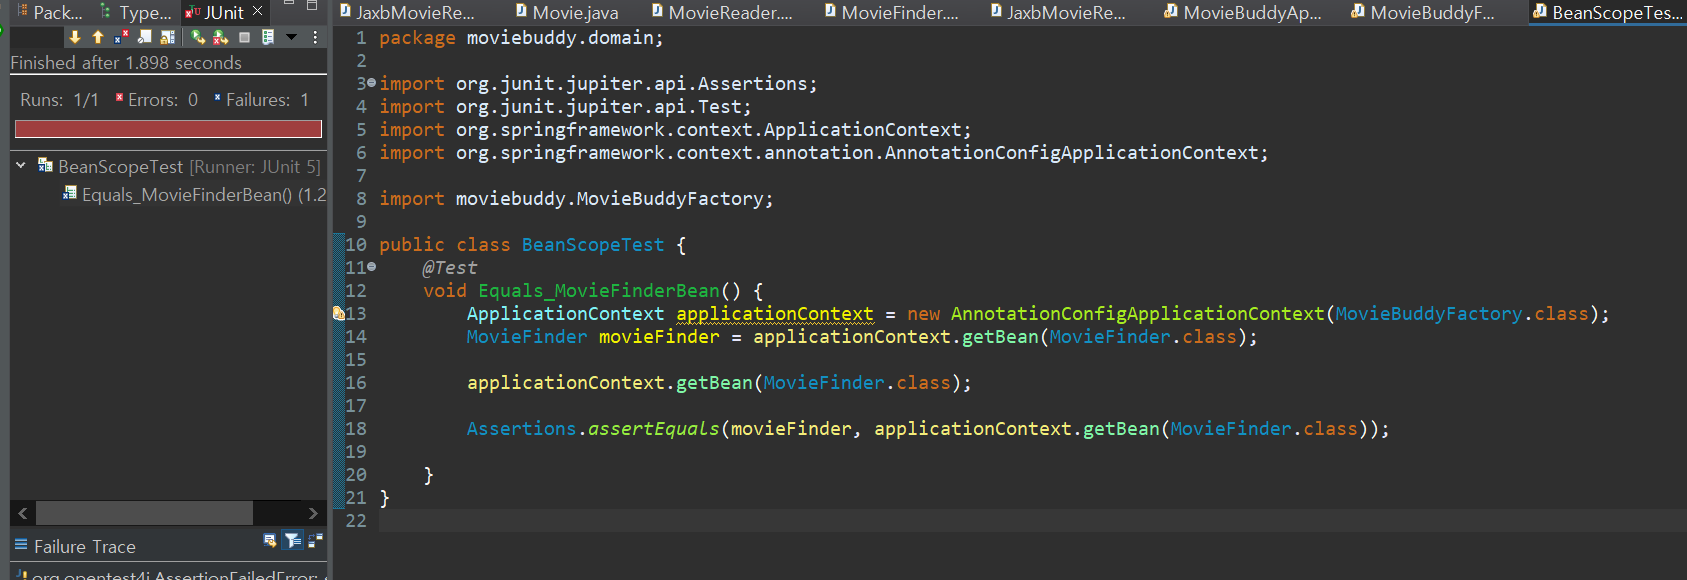 Pack...
Type...
JUnit
Finished after 1.898 seconds
Runs: 1/1 Errors: 0 Failures: 1
BeanScopeTest [Runner: JUnit 5]
Equals_MovieFinderBean() (1.2
Failure Trace
org.opentest4j.AssertionFailedError:
JaxbMovieRe...
Movie.java
MovieReader....
MovieFinder....
JaxbMovieRe...
MovieBuddyAp...
MovieBuddyF...
BeanScopeTes...
1 package moviebuddy.domain;
2
3 import org.junit.jupiter.api.Assertions;
4 import org.junit.jupiter.api.Test;
5 import org.springframework.context.ApplicationContext;
6 import org.springframework.context.annotation.AnnotationConfigApplicationContext;
7
8 import moviebuddy.MovieBuddyFactory;
9
10 public class BeanScopeTest {
11 @Test
12 void Equals_MovieFinderBean() {
13 ApplicationContext applicationContext = new AnnotationConfigApplicationContext(MovieBuddyFactory.class);
14 MovieFinder movieFinder = applicationContext.getBean(MovieFinder.class);
15
16 applicationContext.getBean(MovieFinder.class);
17
18 Assertions.assertEquals(movieFinder, applicationContext.getBean(MovieFinder.class));
19
20 }
21 }
22